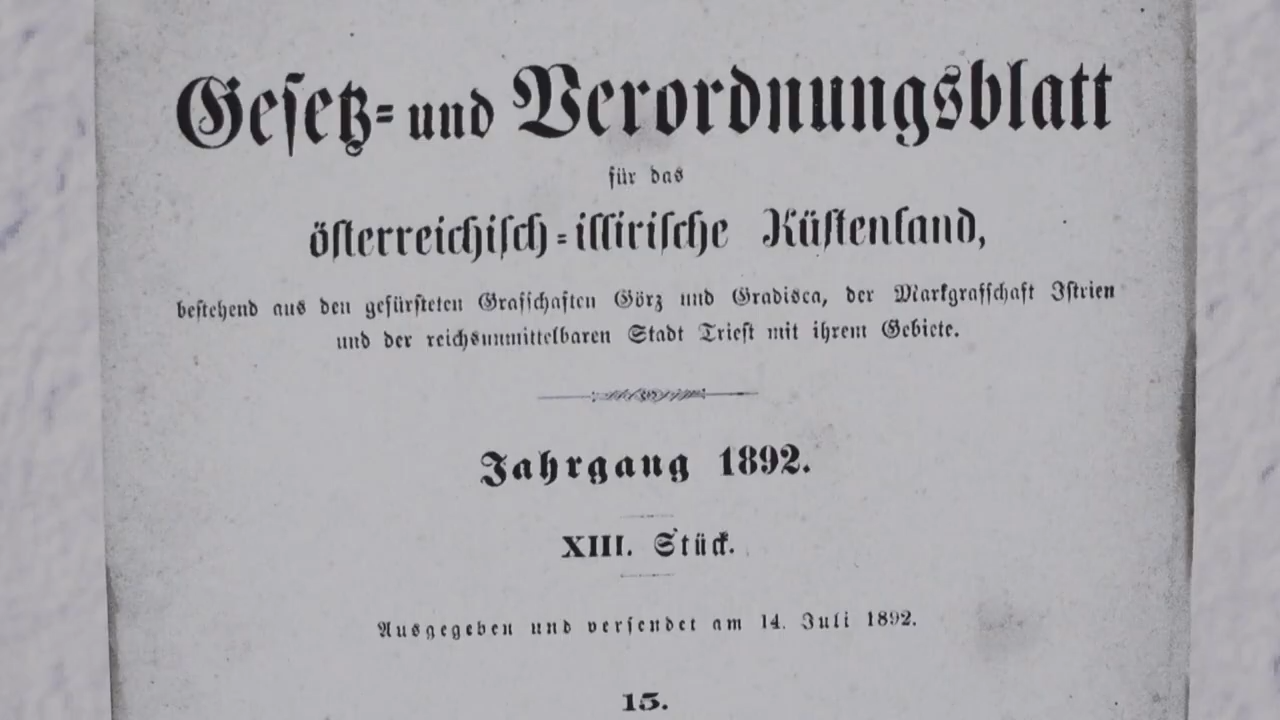 Gesetz- und Verordnungsblatt
für das
österreichisch-illirische Küstenland,
bestehend aus den gefürsteten Grafschaften Görz und Gradisca, der Markgrafschaft Istrien
und der reichsunmittelbaren Stadt Triest mit ihrem Gebiete.
Jahrgang 1892.
XIII. Stück.
Ausgegeben und versendet am 14. Juli 1892.
15.